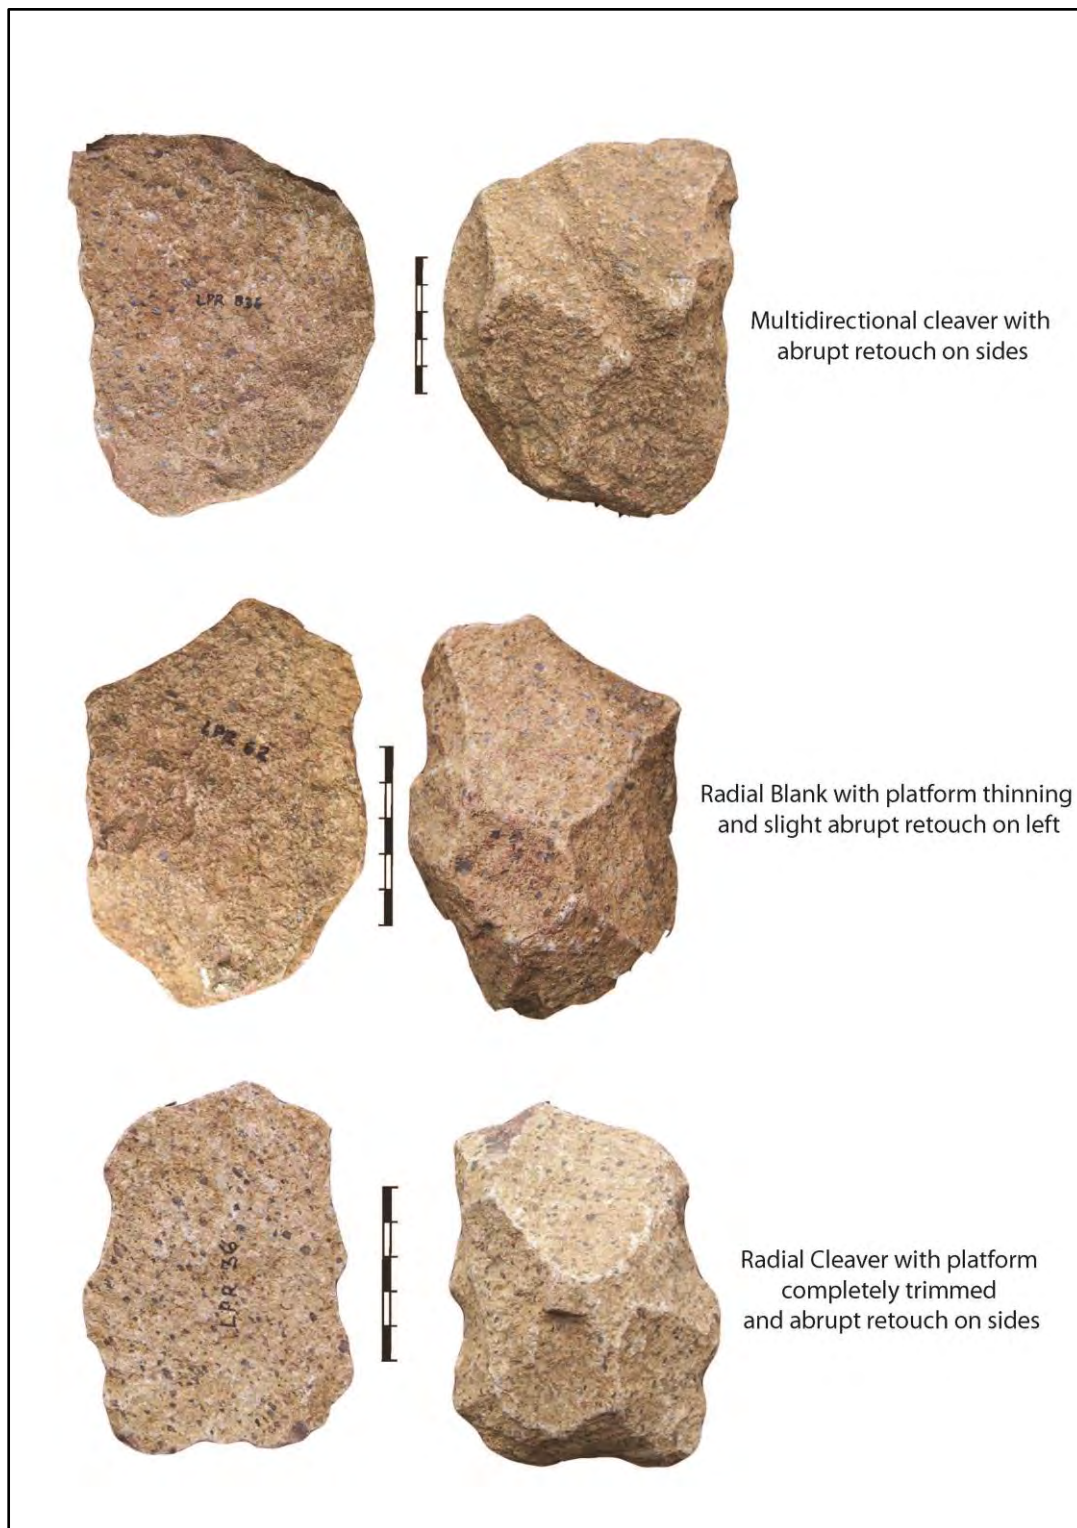 LPR 836
Multidirectional cleaver with
abrupt retouch on sides
LPR 62
Radial Blank with platform thinning
and slight abrupt retouch on left
LPR 36
Radial Cleaver with platform
completely trimmed
and abrupt retouch on sides